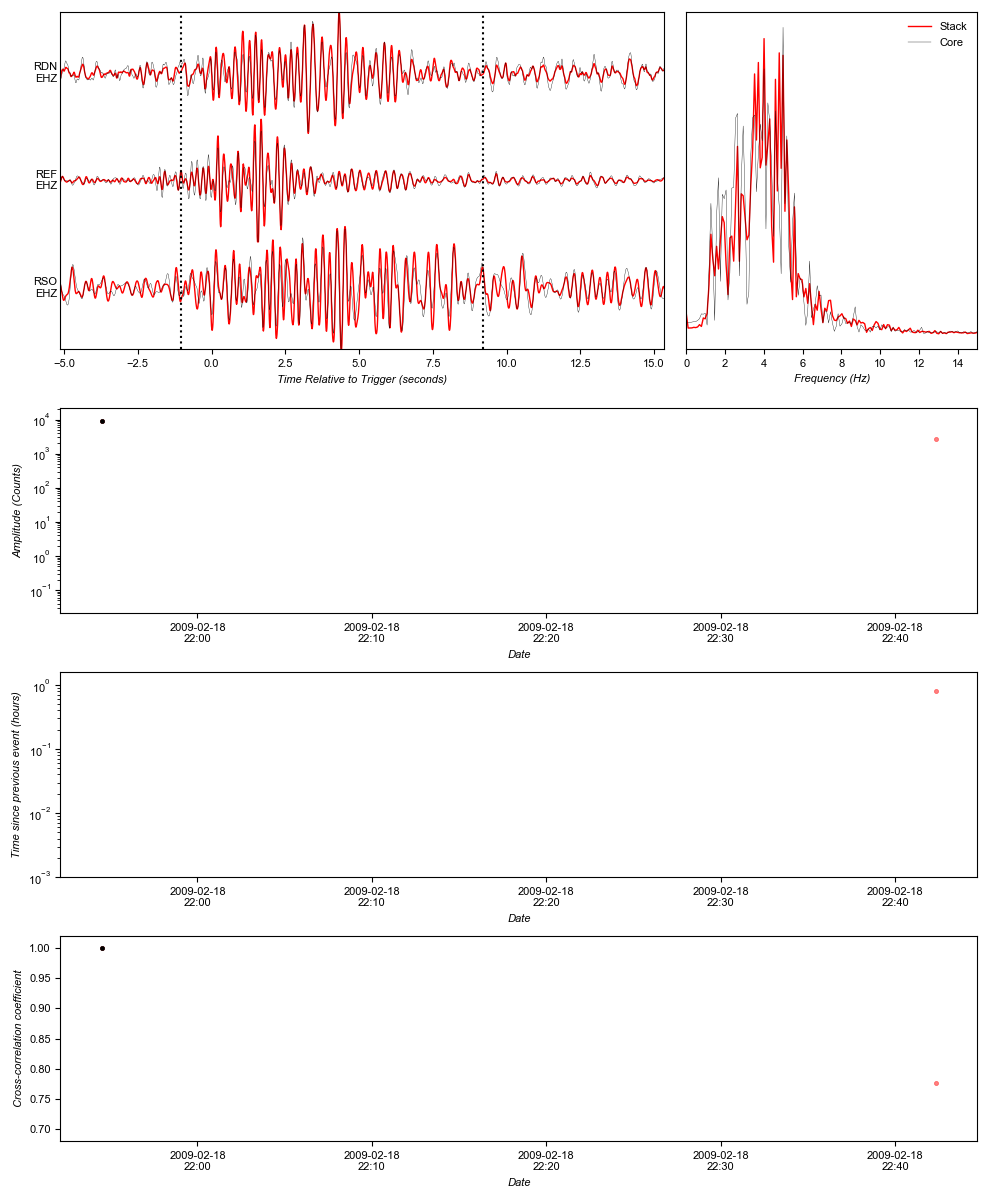 RDN
EHZ
REF
EHZ
RSO
EHZ
−5.0 −2.5 0.0 2.5 5.0 7.5 10.0 12.5 15.0
Time Relative to Trigger (seconds)
Stack
Core
0 2 4 6 8 10 12 14
Frequency (Hz)
10⁴
10³
10²
10¹
10⁰
10⁻¹
Amplitude (Counts)
2009-02-18 2009-02-18 2009-02-18 2009-02-18 2009-02-18
22:00 22:10 22:20 22:30 22:40
Date
10⁰
10⁻¹
10⁻²
10⁻³
Time since previous event (hours)
2009-02-18 2009-02-18 2009-02-18 2009-02-18 2009-02-18
22:00 22:10 22:20 22:30 22:40
Date
1.00
0.95
0.90
0.85
0.80
0.75
0.70
Cross-correlation coefficient
2009-02-18 2009-02-18 2009-02-18 2009-02-18 2009-02-18
22:00 22:10 22:20 22:30 22:40
Date